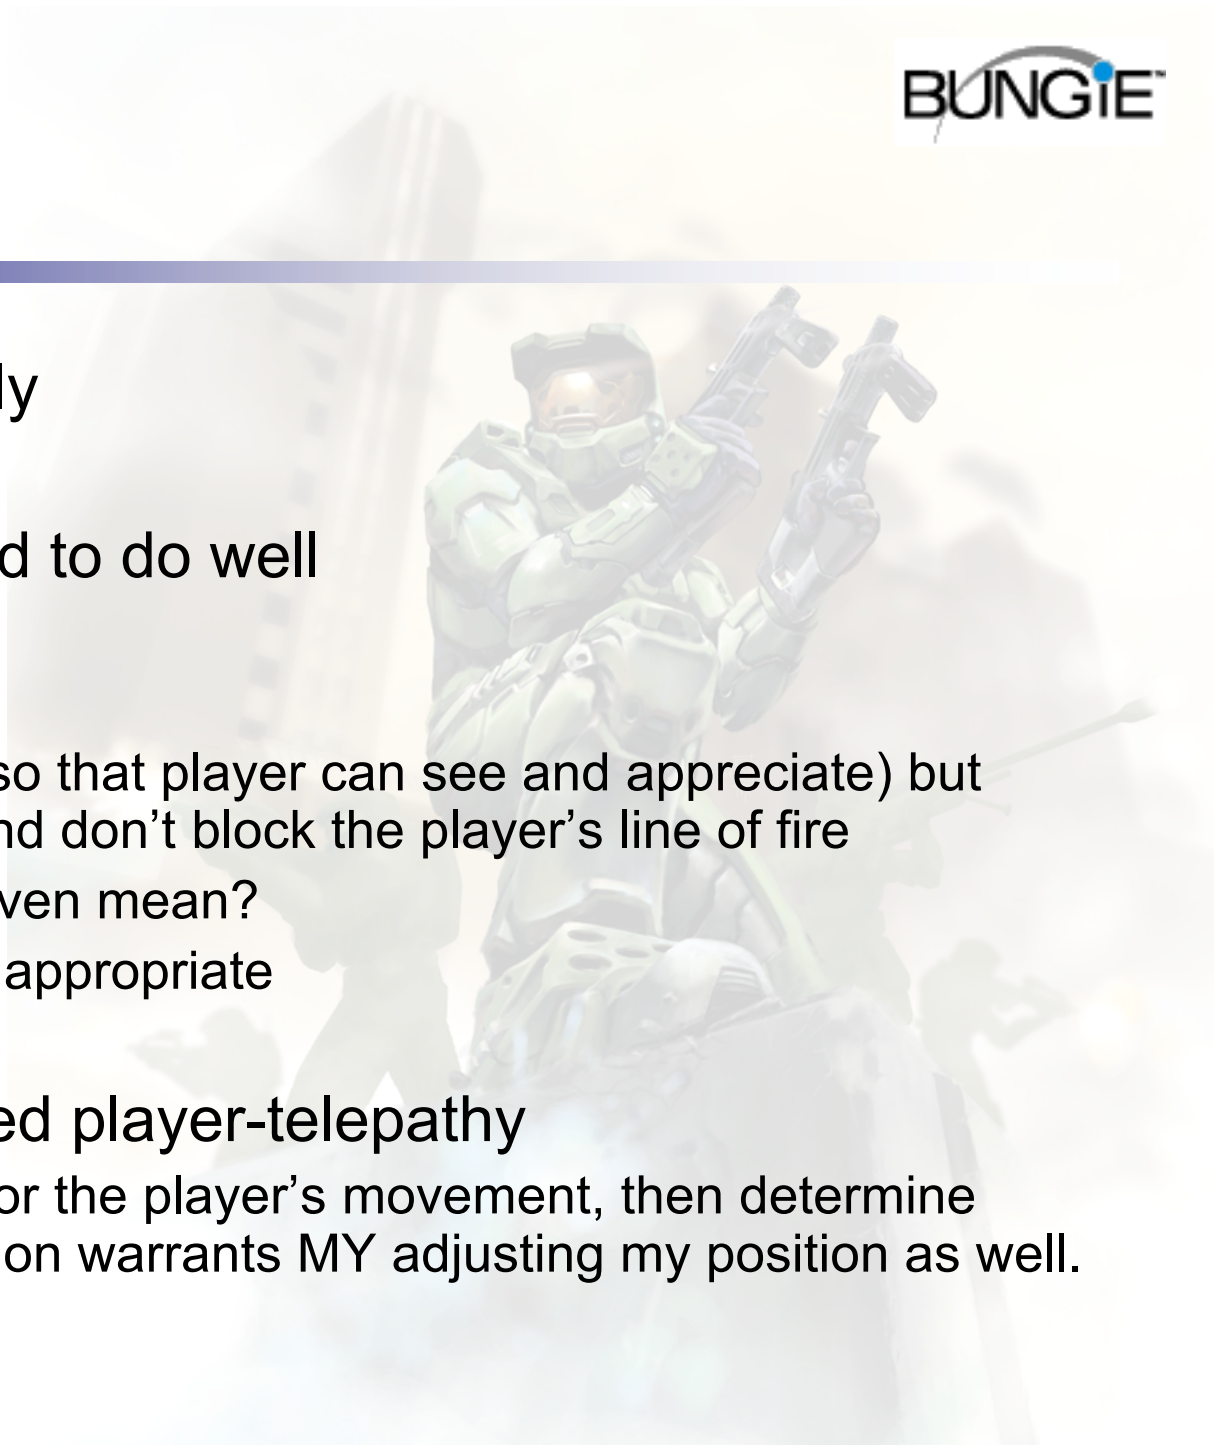 BUNGiE™
ly
d to do well
so that player can see and appreciate) but
nd don’t block the player’s line of fire
ven mean?
appropriate
ed player-telepathy
or the player’s movement, then determine
on warrants MY adjusting my position as well.